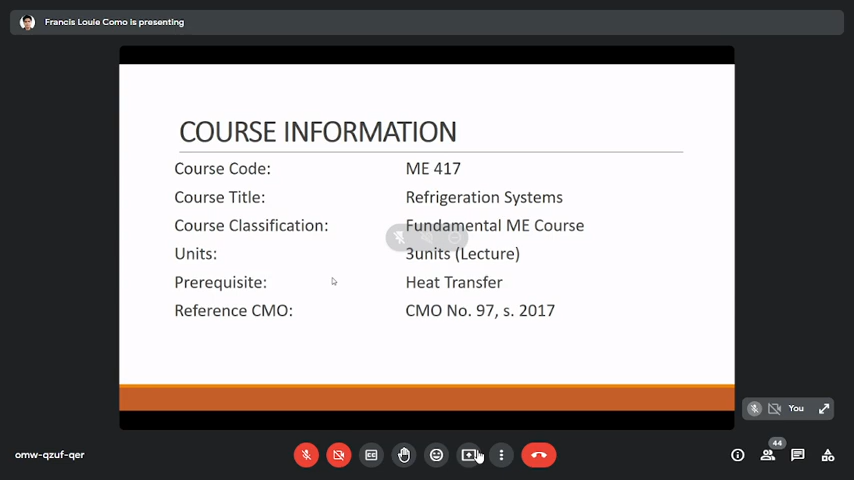 Francis Louie Como is presenting
COURSE INFORMATION
Course Code: ME 417
Course Title: Refrigeration Systems
Course Classification: Fundamental ME Course
Units: 3units (Lecture)
Prerequisite: Heat Transfer
Reference CMO: CMO No. 97, s. 2017
You
44
omw-qzuf-qer